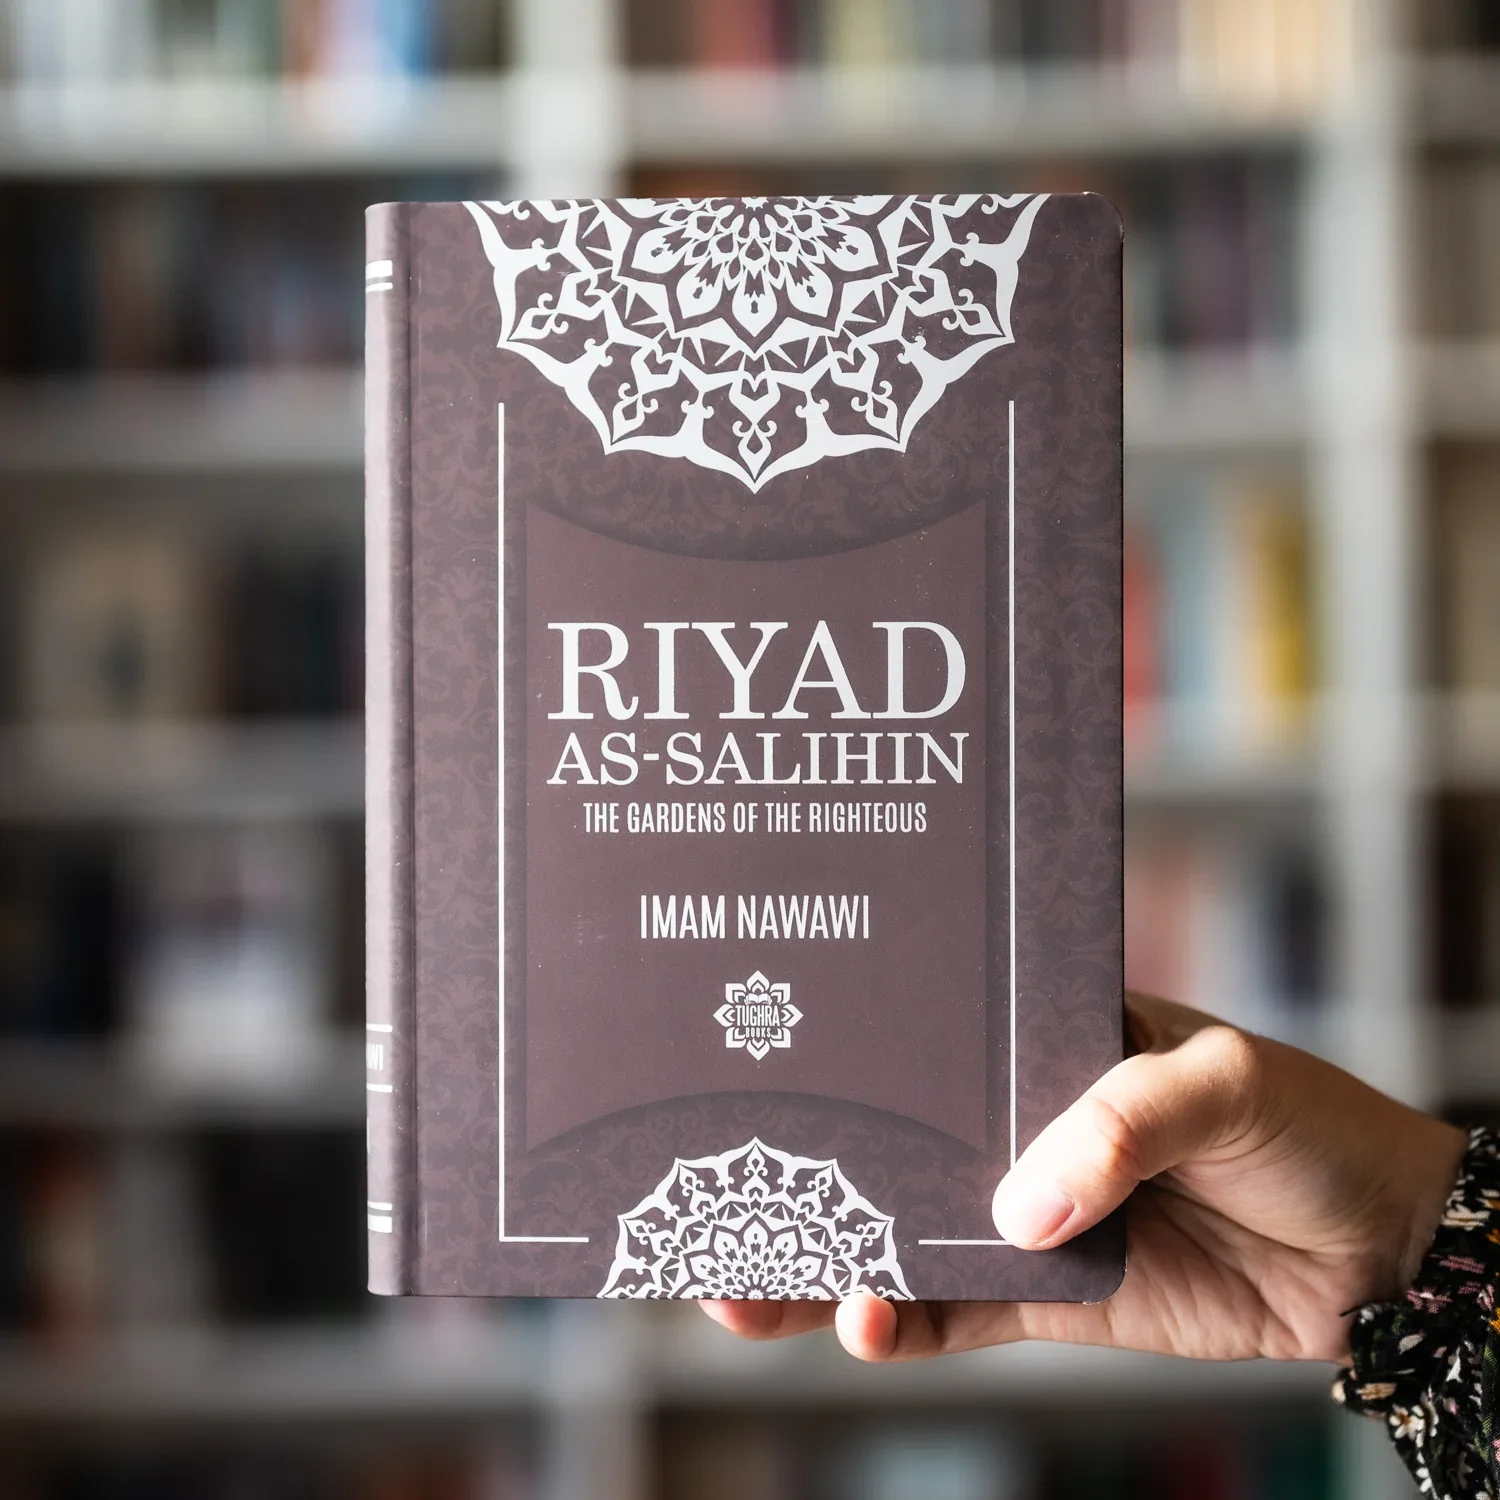 RIYAD
AS-SALIHIN
THE GARDENS OF THE RIGHTEOUS
IMAM NAWAWI
TUGHRA
BOOKS